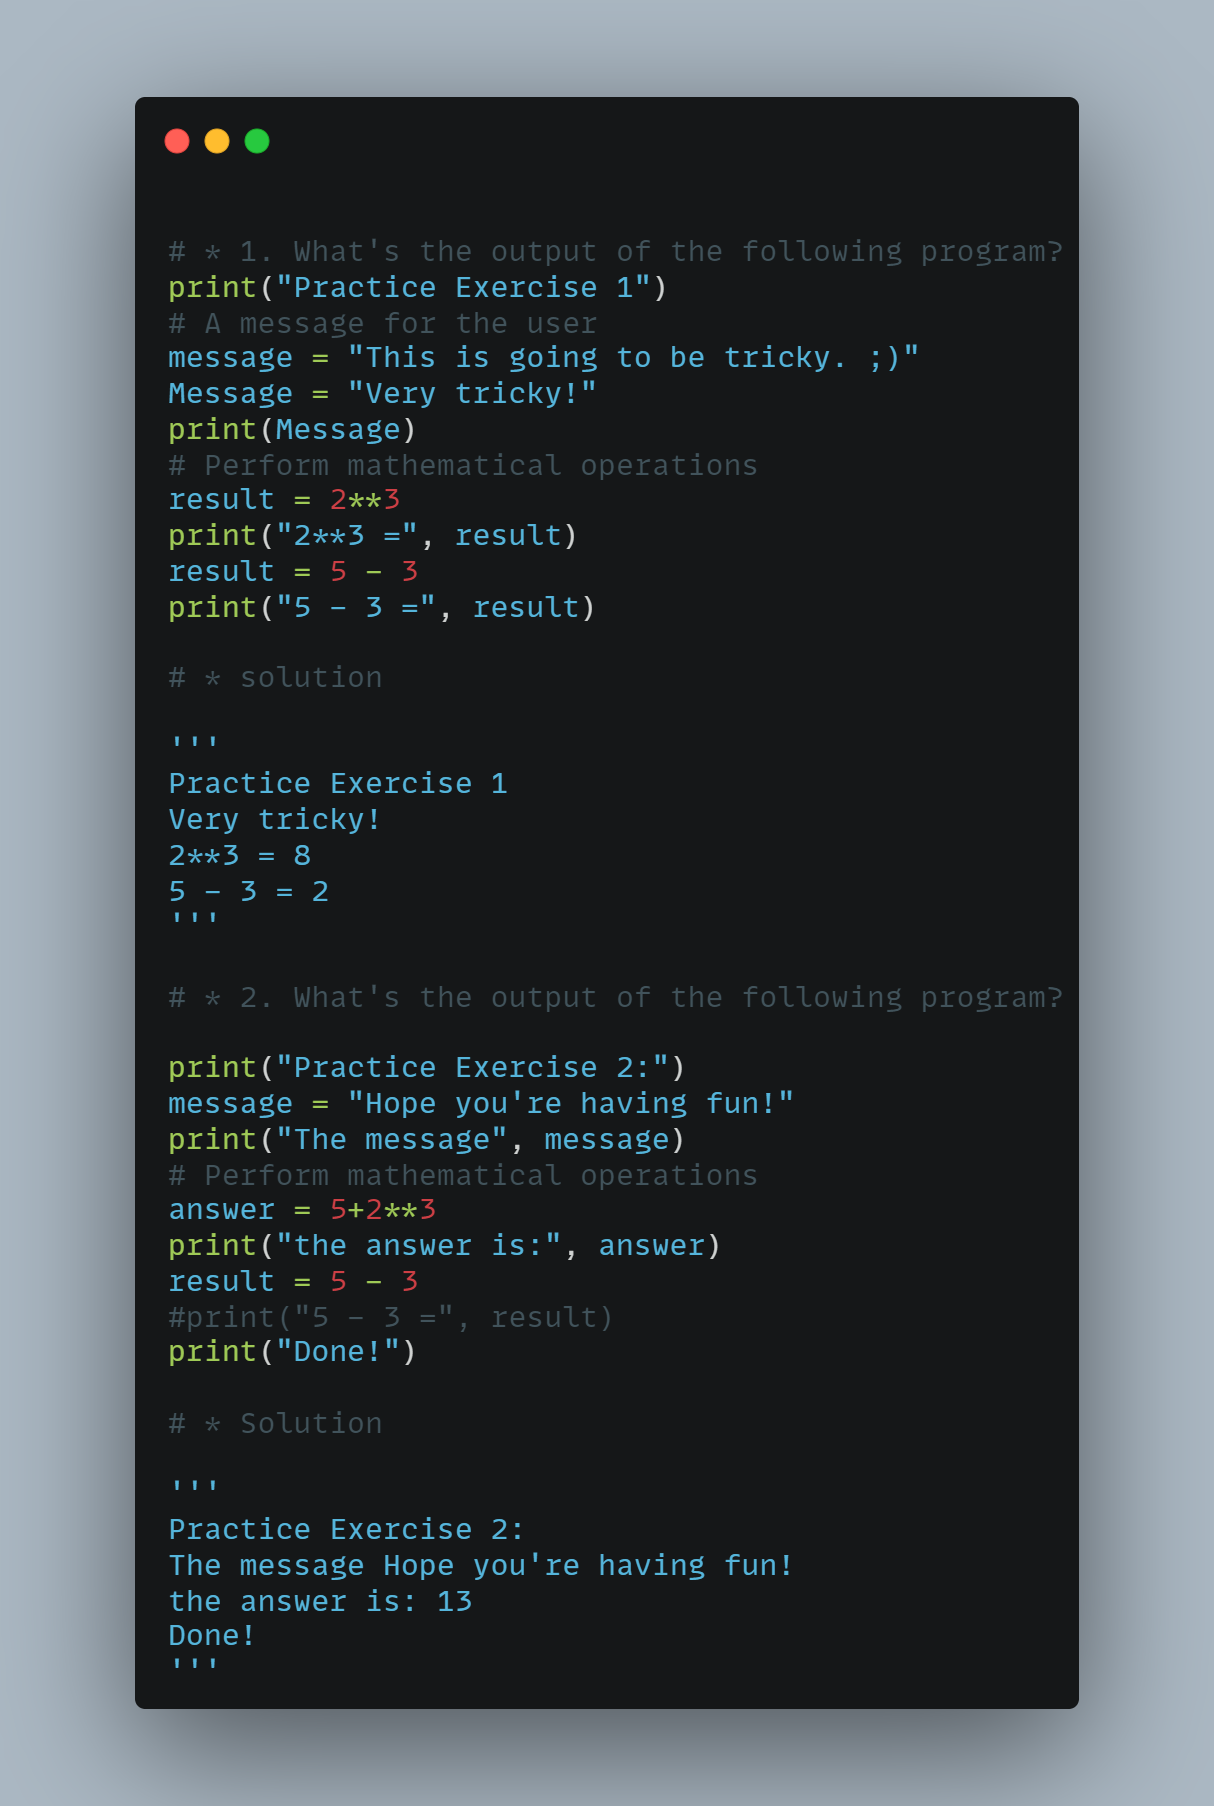 # * 1. What's the output of the following program?
print("Practice Exercise 1")
# A message for the user
message = "This is going to be tricky. ;)"
Message = "Very tricky!"
print(Message)
# Perform mathematical operations
result = 2**3
print("2**3 =", result)
result = 5 - 3
print("5 - 3 =", result)
# * solution
'''
Practice Exercise 1
Very tricky!
2**3 = 8
5 - 3 = 2
'''
# * 2. What's the output of the following program?
print("Practice Exercise 2:")
message = "Hope you're having fun!"
print("The message", message)
# Perform mathematical operations
answer = 5+2**3
print("the answer is:", answer)
result = 5 - 3
#print("5 - 3 =", result)
print("Done!")
# * Solution
'''
Practice Exercise 2:
The message Hope you're having fun!
the answer is: 13
Done!
'''